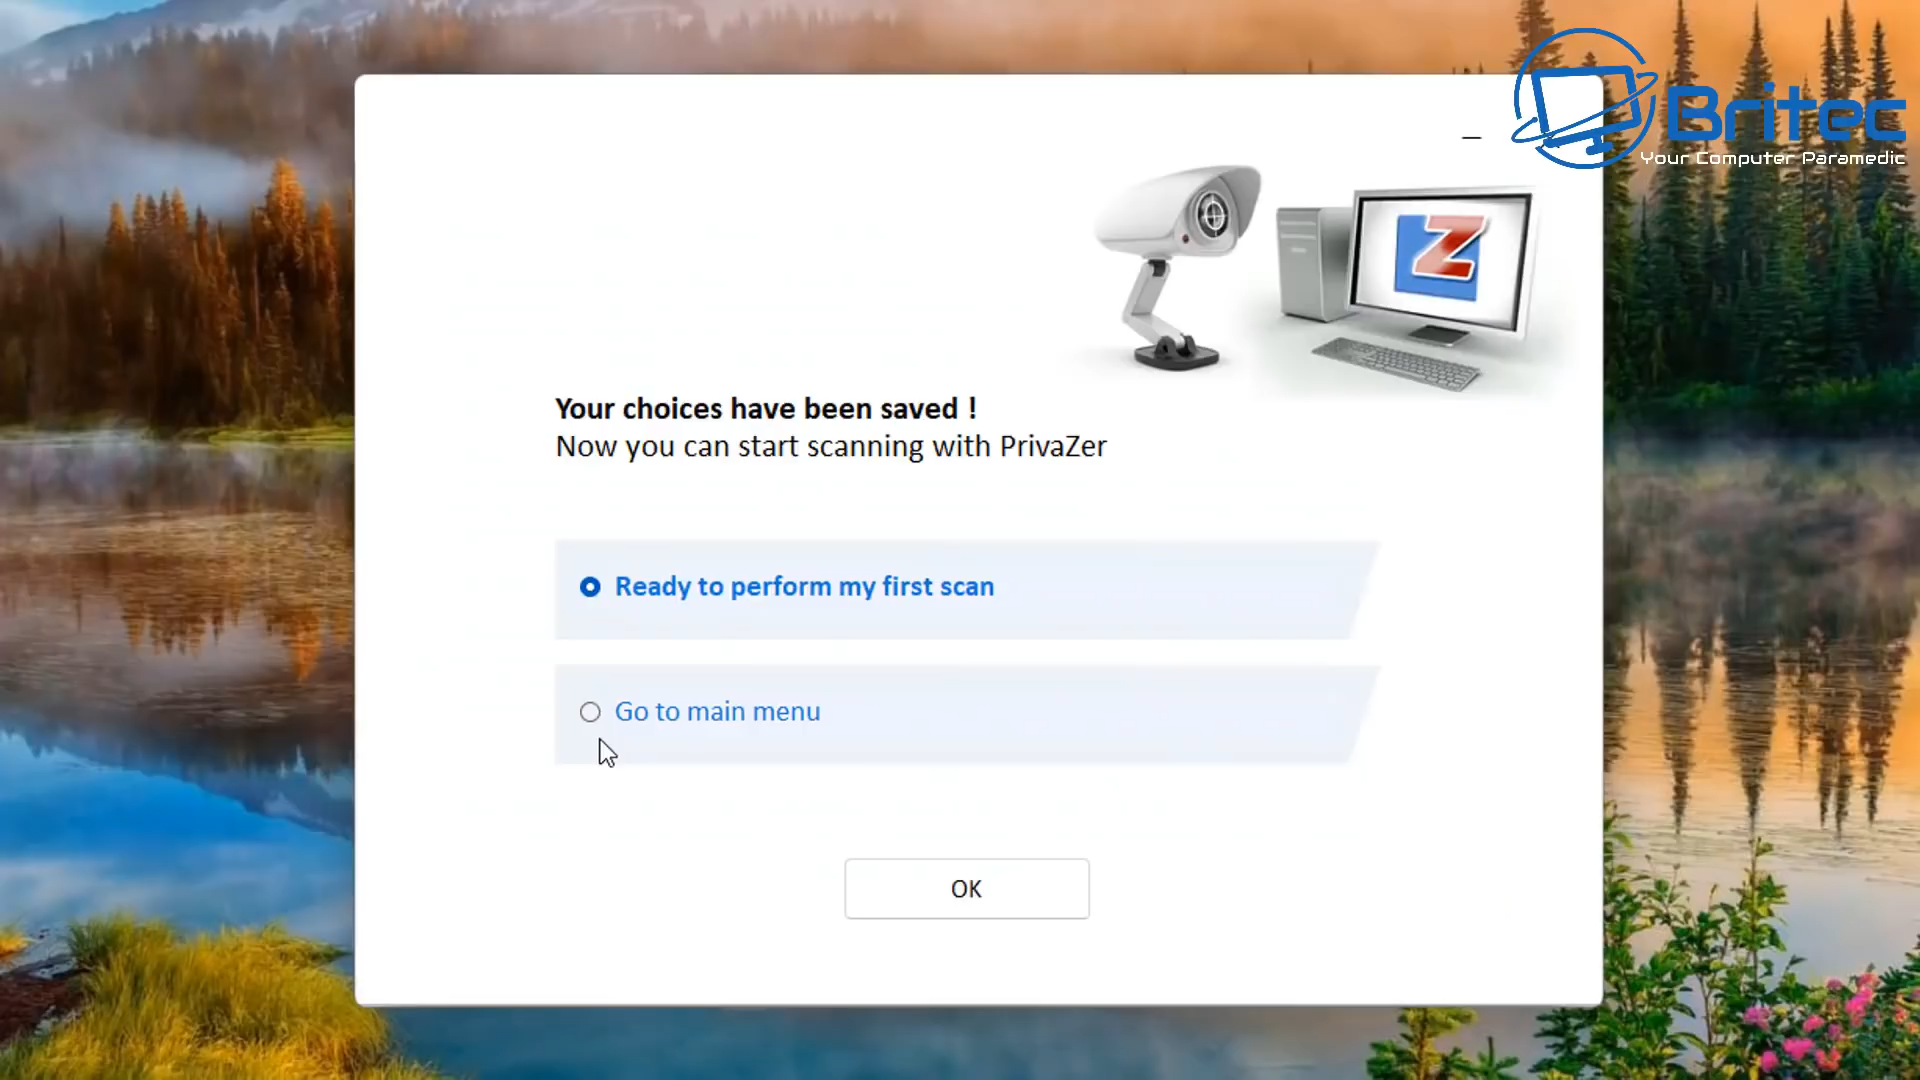 Britec
Your Computer Paramedic
Z
Your choices have been saved !
Now you can start scanning with PrivaZer
Ready to perform my first scan
Go to main menu
OK